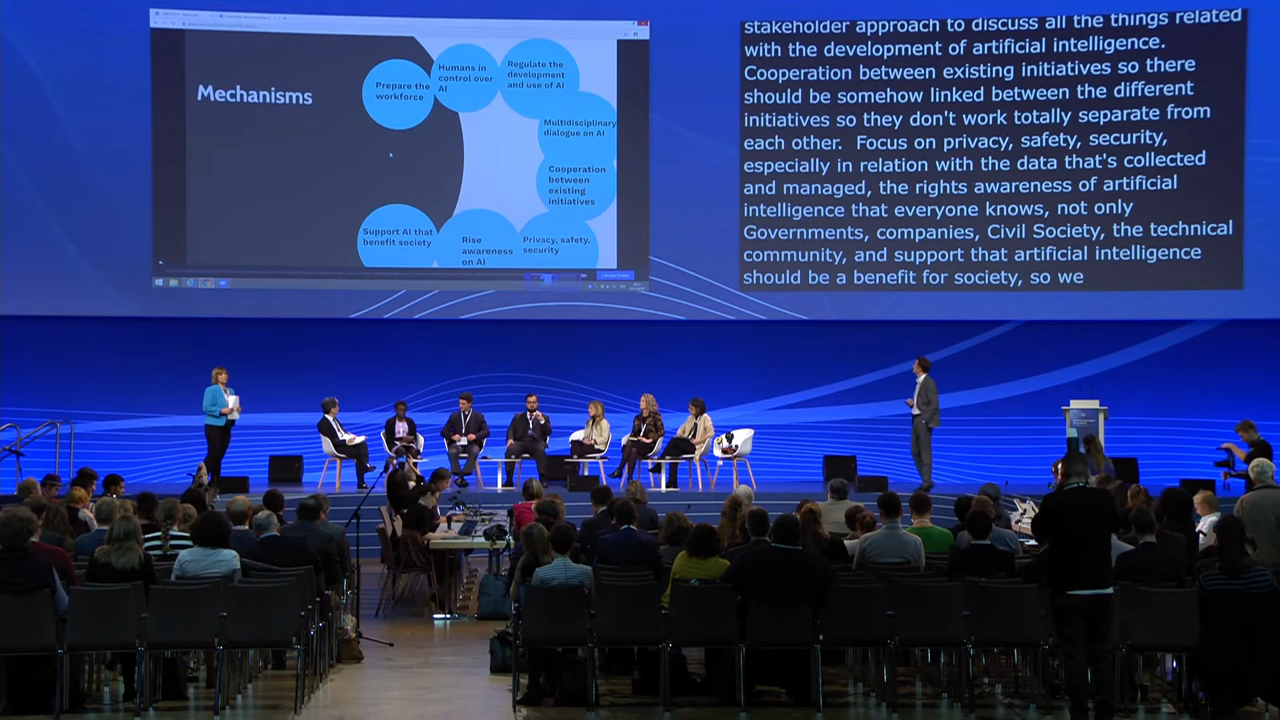 Mechanisms
Prepare the
workforce
Humans in
control over
AI
Regulate the
development
and use of AI
Multidisciplinary
dialogue on AI
Cooperation
between
existing
initiatives
Privacy, safety,
security
Rise
awareness
on AI
Support AI that
benefit society
stakeholder approach to discuss all the things related
with the development of artificial intelligence.
Cooperation between existing initiatives so there
should be somehow linked between the different
initiatives so they don't work totally separate from
each other.  Focus on privacy, safety, security,
especially in relation with the data that's collected
and managed, the rights awareness of artificial
intelligence that everyone knows, not only
Governments, companies, Civil Society, the technical
community, and support that artificial intelligence
should be a benefit for society, so we